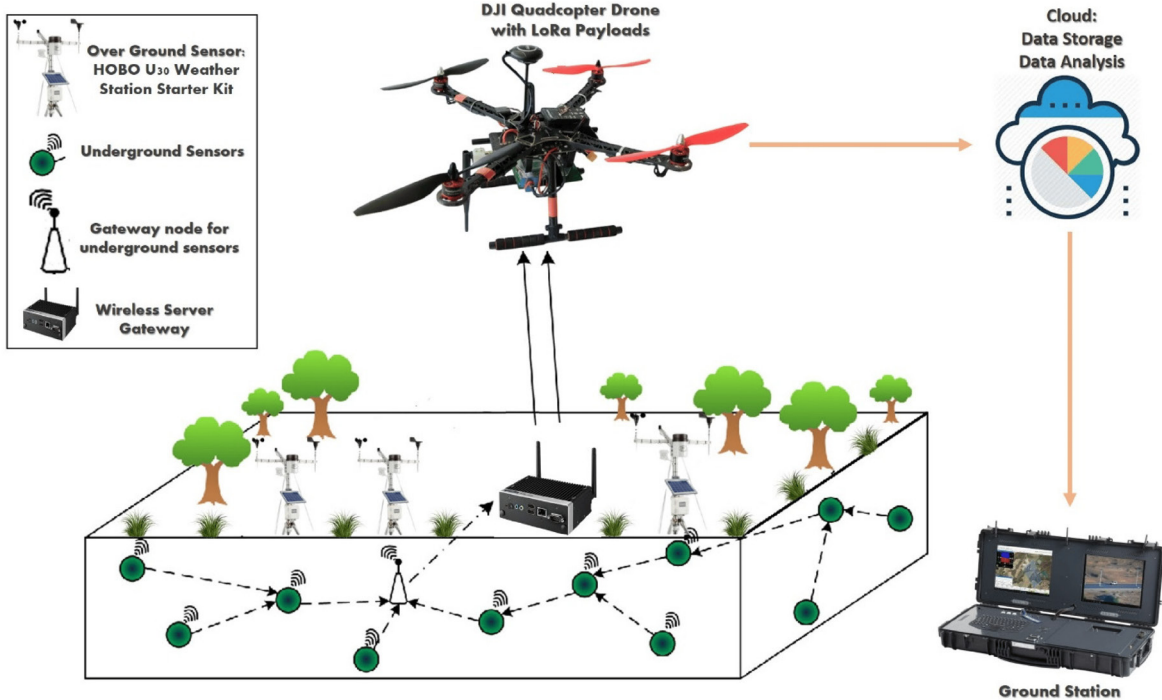 Over Ground Sensor:
HOBO U30 Weather
Station Starter Kit
Underground Sensors
Gateway node for
underground sensors
Wireless Server
Gateway
DJI Quadcopter Drone
with LoRa Payloads
Cloud:
Data Storage
Data Analysis
Ground Station